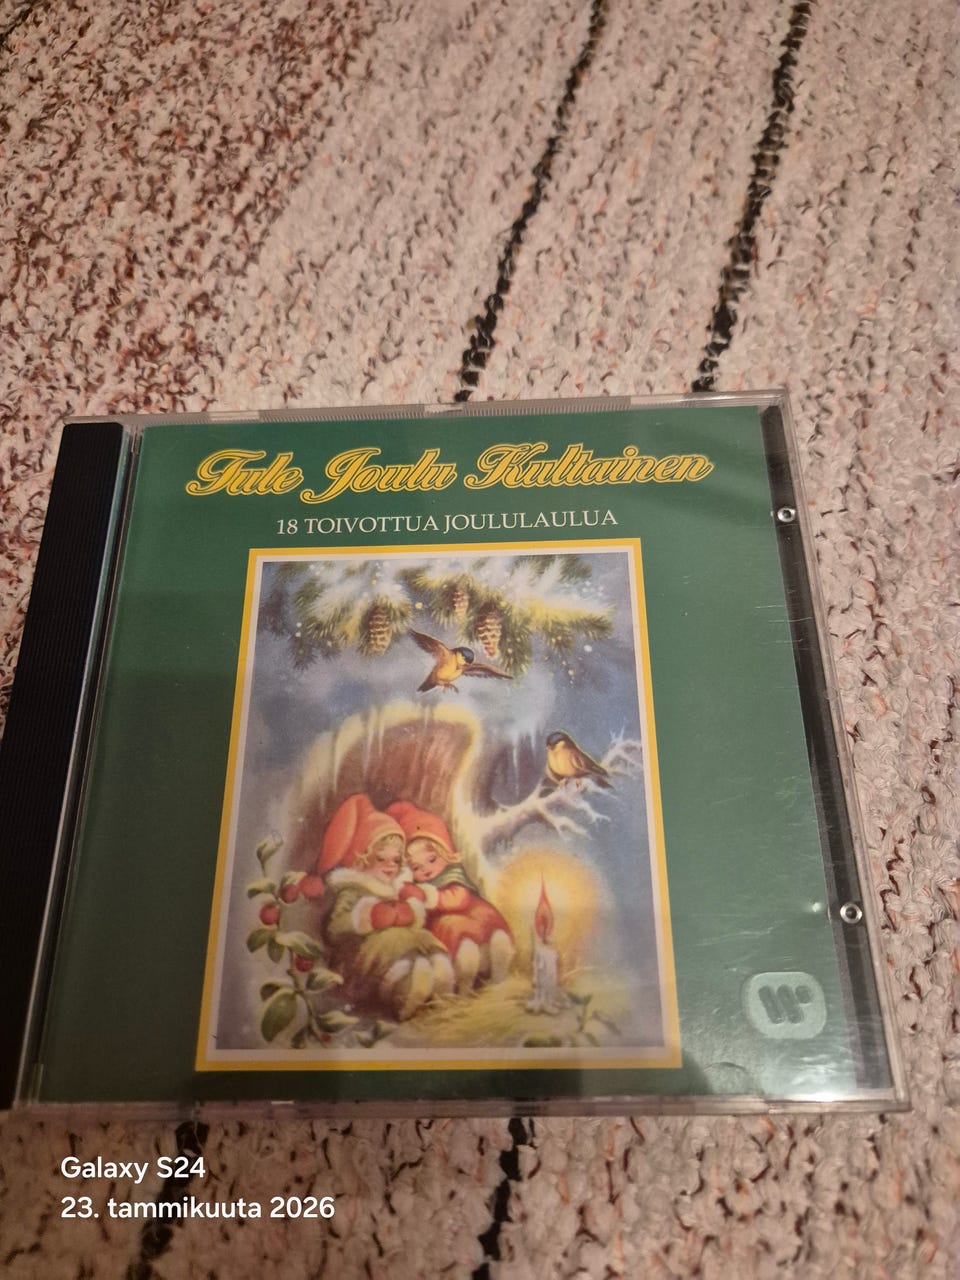 Tule Joulu Kultainen
18 TOIVOTTUA JOULULAULUA
Galaxy S24
23. tammikuuta 2026